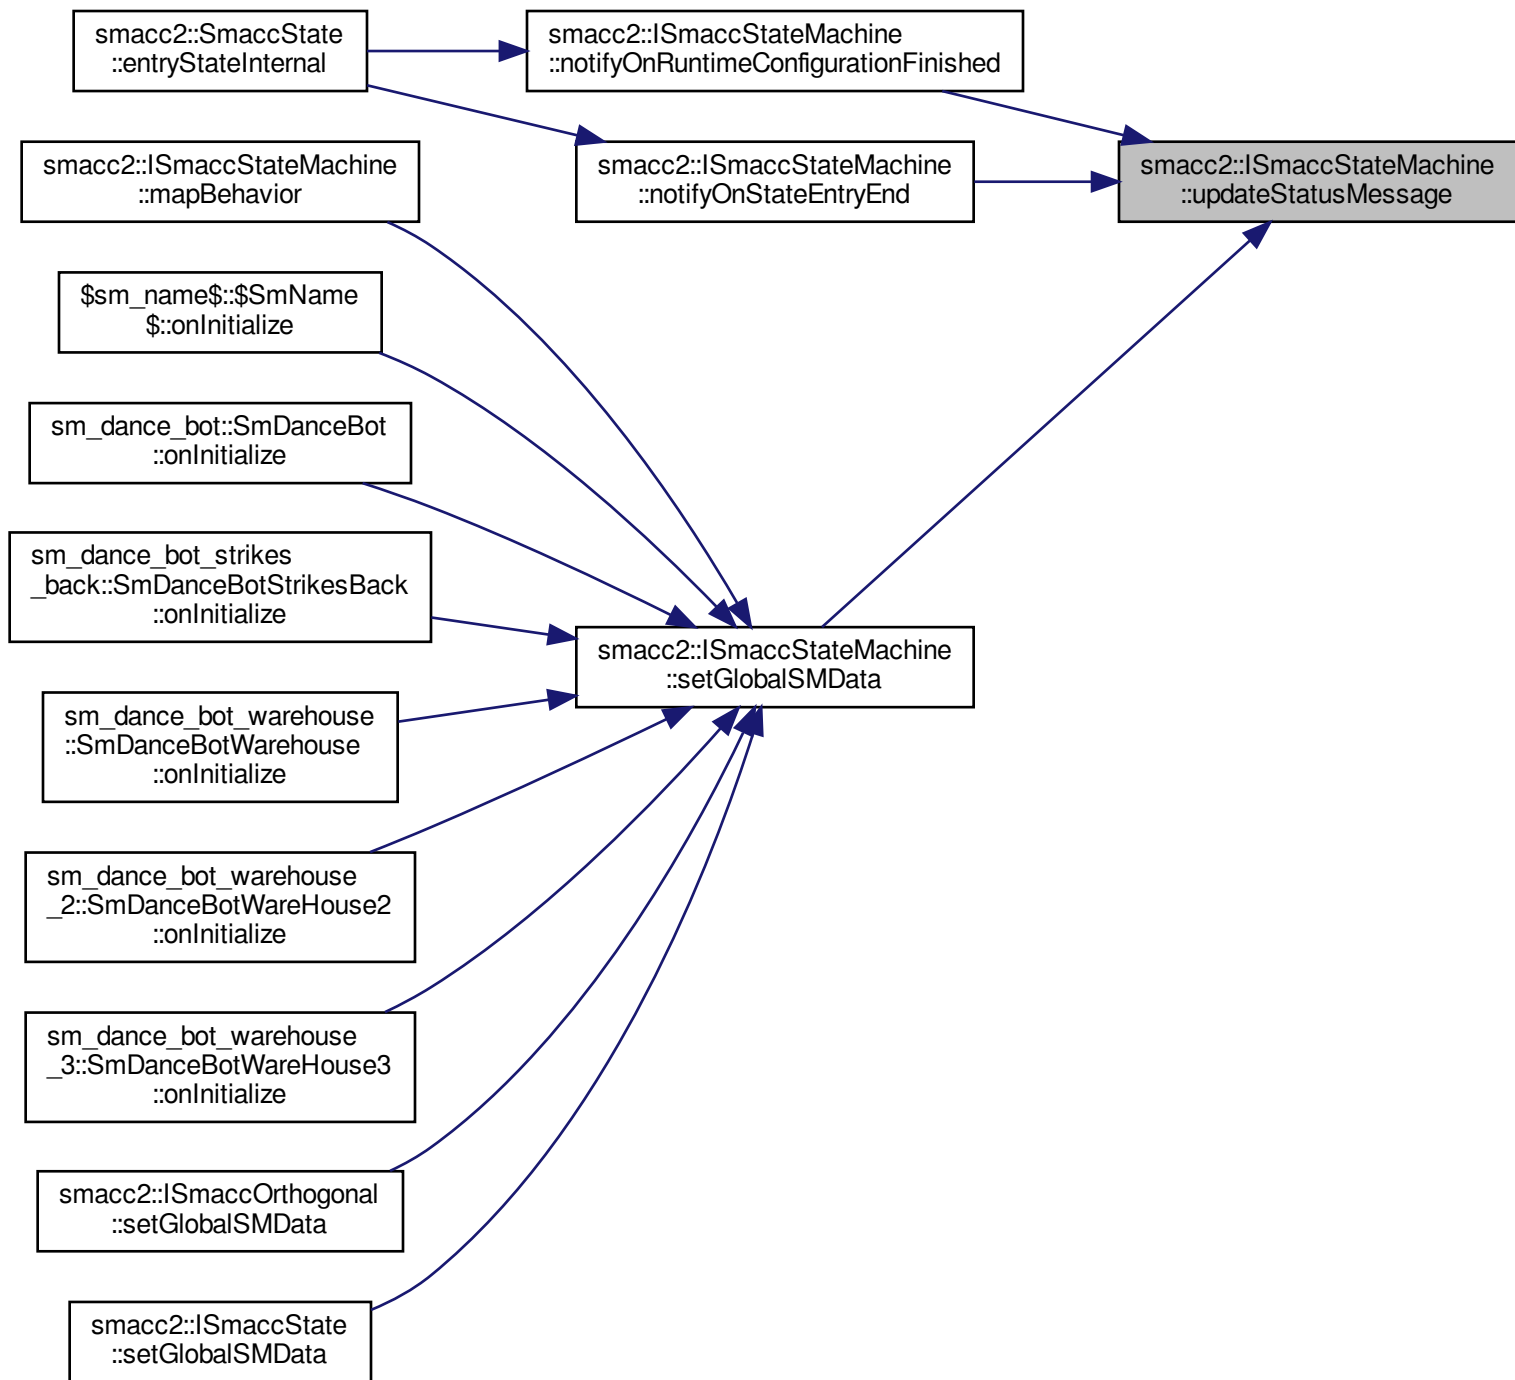 smacc2::SmaccState
::entryStateInternal
smacc2::ISmaccStateMachine
::notifyOnRuntimeConfigurationFinished
smacc2::ISmaccStateMachine
::mapBehavior
smacc2::ISmaccStateMachine
::notifyOnStateEntryEnd
smacc2::ISmaccStateMachine
::updateStatusMessage
$sm_name$::$SmName
$::onInitialize
sm_dance_bot::SmDanceBot
::onInitialize
sm_dance_bot_strikes
_back::SmDanceBotStrikesBack
::onInitialize
smacc2::ISmaccStateMachine
::setGlobalSMData
sm_dance_bot_warehouse
::SmDanceBotWarehouse
::onInitialize
sm_dance_bot_warehouse
_2::SmDanceBotWareHouse2
::onInitialize
sm_dance_bot_warehouse
_3::SmDanceBotWareHouse3
::onInitialize
smacc2::ISmaccOrthogonal
::setGlobalSMData
smacc2::ISmaccState
::setGlobalSMData